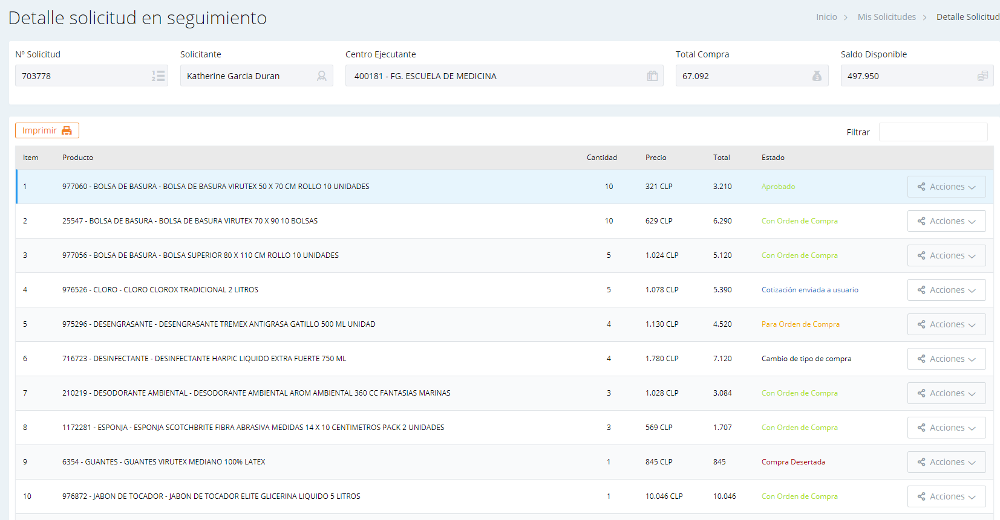 Detalle solicitud en seguimiento
Inicio > Mis Solicitudes > Detalle Solicitud
Nº Solicitud Solicitante Centro Ejecutante Total Compra Saldo Disponible
703778 Katherine Garcia Duran 400181 - FG. ESCUELA DE MEDICINA 67.092 497.950
Imprimir Filtrar
Item Producto Cantidad Precio Total Estado
1 977060 - BOLSA DE BASURA - BOLSA DE BASURA VIRUTEX 50 X 70 CM ROLLO 10 UNIDADES 10 321 CLP 3.210 Aprobado Acciones
2 25547 - BOLSA DE BASURA - BOLSA DE BASURA VIRUTEX 70 X 90 10 BOLSAS 10 629 CLP 6.290 Con Orden de Compra Acciones
3 977056 - BOLSA DE BASURA - BOLSA SUPERIOR 80 X 110 CM ROLLO 10 UNIDADES 5 1.024 CLP 5.120 Con Orden de Compra Acciones
4 976526 - CLORO - CLORO CLOROX TRADICIONAL 2 LITROS 5 1.078 CLP 5.390 Cotización enviada a usuario Acciones
5 975296 - DESENGRASANTE - DESENGRASANTE TREMEX ANTIGRASA GATILLO 500 ML UNIDAD 4 1.130 CLP 4.520 Para Orden de Compra Acciones
6 716723 - DESINFECTANTE - DESINFECTANTE HARPIC LIQUIDO EXTRA FUERTE 750 ML 4 1.780 CLP 7.120 Cambio de tipo de compra Acciones
7 210219 - DESODORANTE AMBIENTAL - DESODORANTE AMBIENTAL AROM AMBIENTAL 360 CC FANTASIAS MARINAS 3 1.028 CLP 3.084 Con Orden de Compra Acciones
8 1172281 - ESPONJA - ESPONJA SCOTCHBRITE FIBRA ABRASIVA MEDIDAS 14 X 10 CENTIMETROS PACK 2 UNIDADES 3 569 CLP 1.707 Con Orden de Compra Acciones
9 6354 - GUANTES - GUANTES VIRUTEX MEDIANO 100% LATEX 1 845 CLP 845 Compra Desertada Acciones
10 976872 - JABON DE TOCADOR - JABON DE TOCADOR ELITE GLICERINA LIQUIDO 5 LITROS 1 10.046 CLP 10.046 Con Orden de Compra Acciones